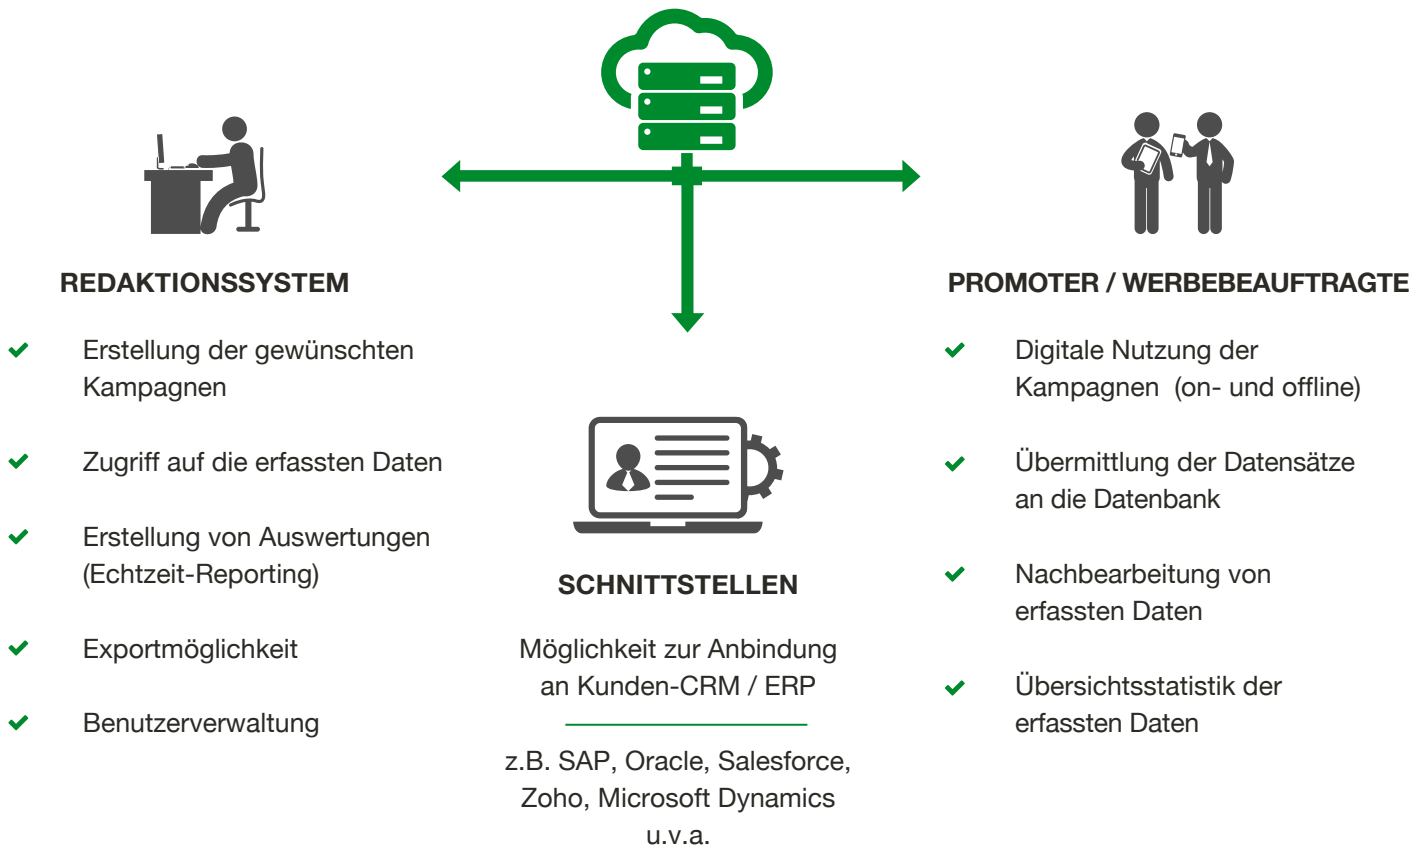 REDAKTIONSSYSTEM
Erstellung der gewünschten
Kampagnen
Zugriff auf die erfassten Daten
Erstellung von Auswertungen
(Echtzeit-Reporting)
Exportmöglichkeit
Benutzerverwaltung
SCHNITTSTELLEN
Möglichkeit zur Anbindung
an Kunden-CRM / ERP
z.B. SAP, Oracle, Salesforce,
Zoho, Microsoft Dynamics
u.v.a.
PROMOTER / WERBEBEAUFTRAGTE
Digitale Nutzung der
Kampagnen (on- und offline)
Übermittlung der Datensätze
an die Datenbank
Nachbearbeitung von
erfassten Daten
Übersichtsstatistik der
erfassten Daten